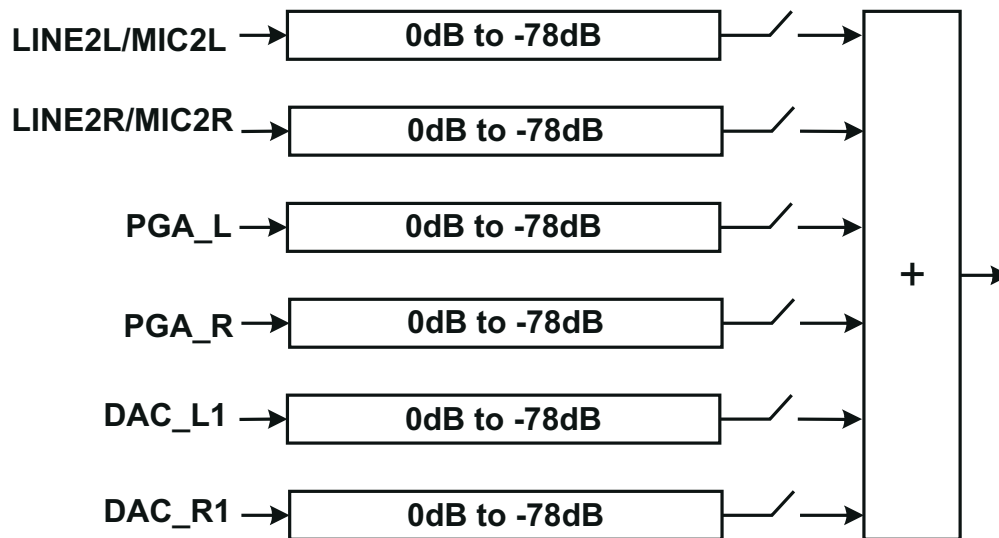 LINE2L/MIC2L 0dB to -78dB
LINE2R/MIC2R 0dB to -78dB
PGA_L 0dB to -78dB
PGA_R 0dB to -78dB
DAC_L1 0dB to -78dB
DAC_R1 0dB to -78dB
+